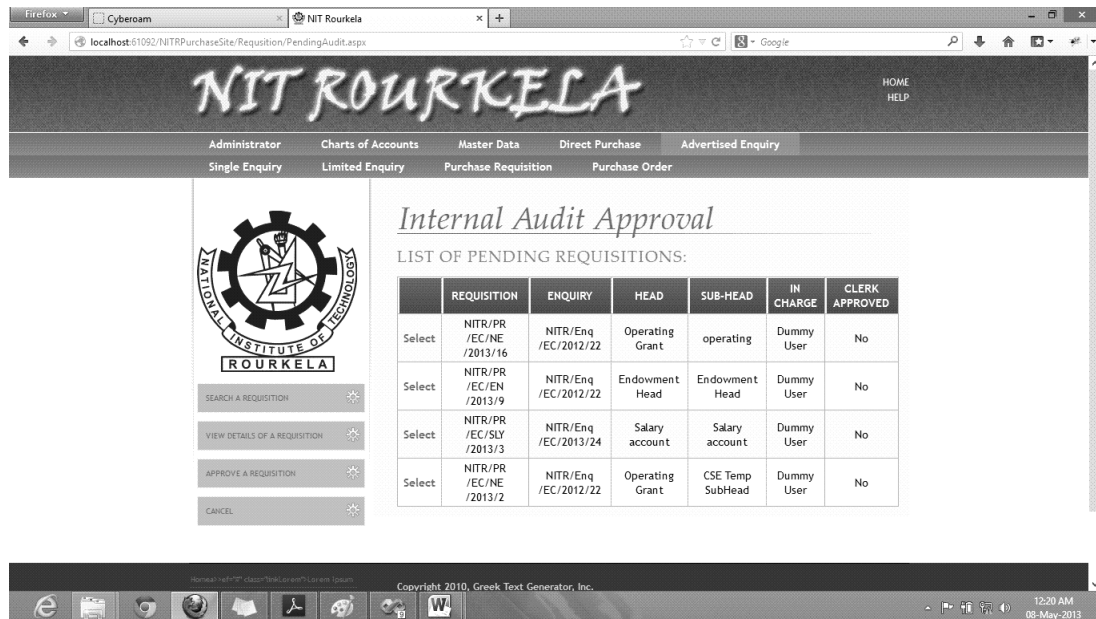 Firefox
Cyberoam
NIT Rourkela
localhost:61092/NITRPurchaseSite/Requsition/PendingAudit.aspx
Google
NIT ROURKELA
HOME
HELP
Administrator Charts of Accounts Master Data Direct Purchase Advertised Enquiry
Single Enquiry Limited Enquiry Purchase Requisition Purchase Order
NATIONAL INSTITUTE OF TECHNOLOGY
ROURKELA
SEARCH A REQUISITION
VIEW DETAILS OF A REQUISITION
APPROVE A REQUISITION
CANCEL
Internal Audit Approval
LIST OF PENDING REQUISITIONS:
REQUISITION ENQUIRY HEAD SUB-HEAD IN CHARGE CLERK APPROVED
Select NITR/PR/EC/NE/2013/16 NITR/Enq/EC/2012/22 Operating Grant operating Dummy User No
Select NITR/PR/EC/EN/2013/9 NITR/Enq/EC/2012/22 Endowment Head Endowment Head Dummy User No
Select NITR/PR/EC/SLY/2013/3 NITR/Enq/EC/2013/24 Salary account Salary account Dummy User No
Select NITR/PR/EC/NE/2013/2 NITR/Enq/EC/2012/22 Operating Grant CSE Temp SubHead Dummy User No
Copyright 2010, Greek Text Generator, Inc.
12:20 AM
08-May-2013